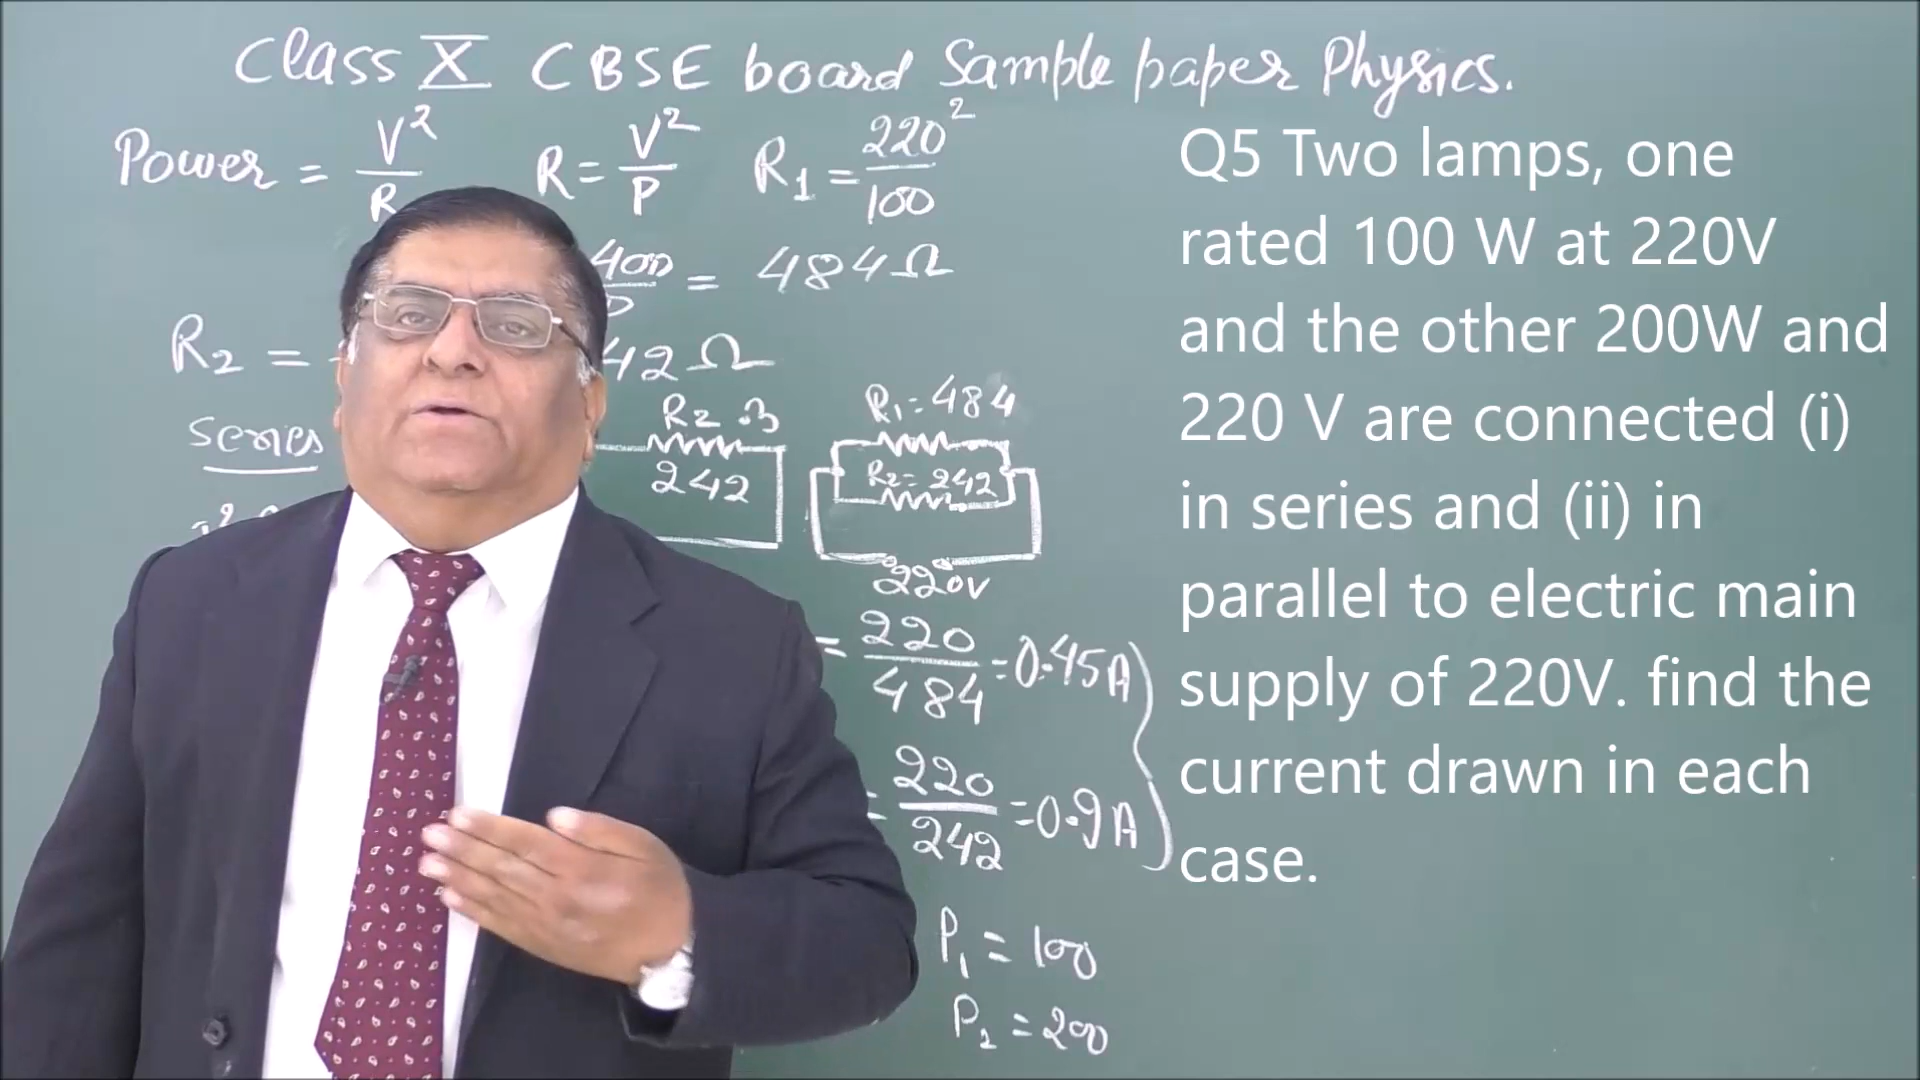 Class X CBSE board Sample paper Physics.
Power = V²/R R = V²/P R₁ = 220²/100
400 = 484Ω
R₂ = 42Ω
Series R₂ Ω R₁ = 484
242 R₂ = 242
220V
= 220/484 = 0.45A
= 220/242 = 0.9A
P₁ = 100
P₂ = 200
Q5 Two lamps, one
rated 100 W at 220V
and the other 200W and
220 V are connected (i)
in series and (ii) in
parallel to electric main
supply of 220V. find the
current drawn in each
case.